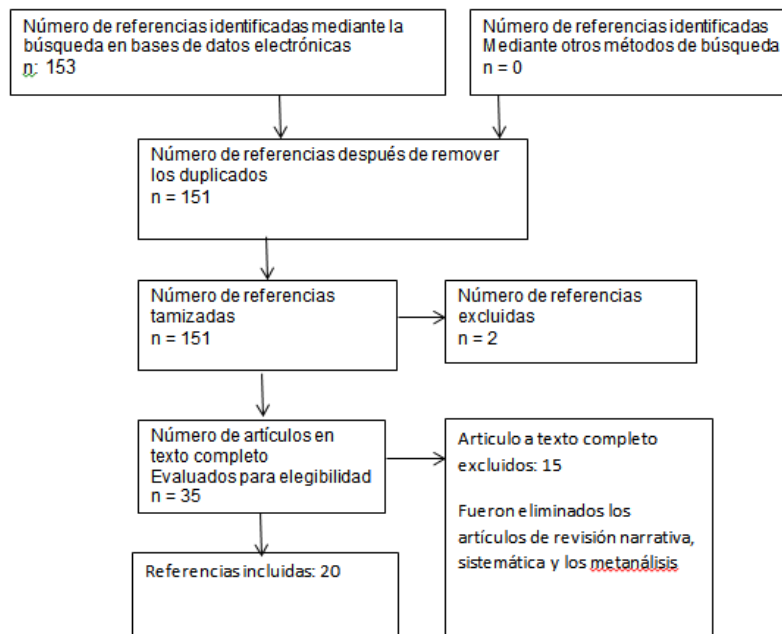 Número de referencias identificadas mediante la
búsqueda en bases de datos electrónicas
n: 153
Número de referencias identificadas
Mediante otros métodos de búsqueda
n = 0
Número de referencias después de remover
los duplicados
n = 151
Número de referencias
tamizadas
n = 151
Número de referencias
excluidas
n = 2
Número de artículos en
texto completo
Evaluados para elegibilidad
n = 35
Articulo a texto completo
excluidos: 15
Fueron eliminados los
artículos de revisión narrativa,
sistemática y los metanálisis
Referencias incluidas: 20